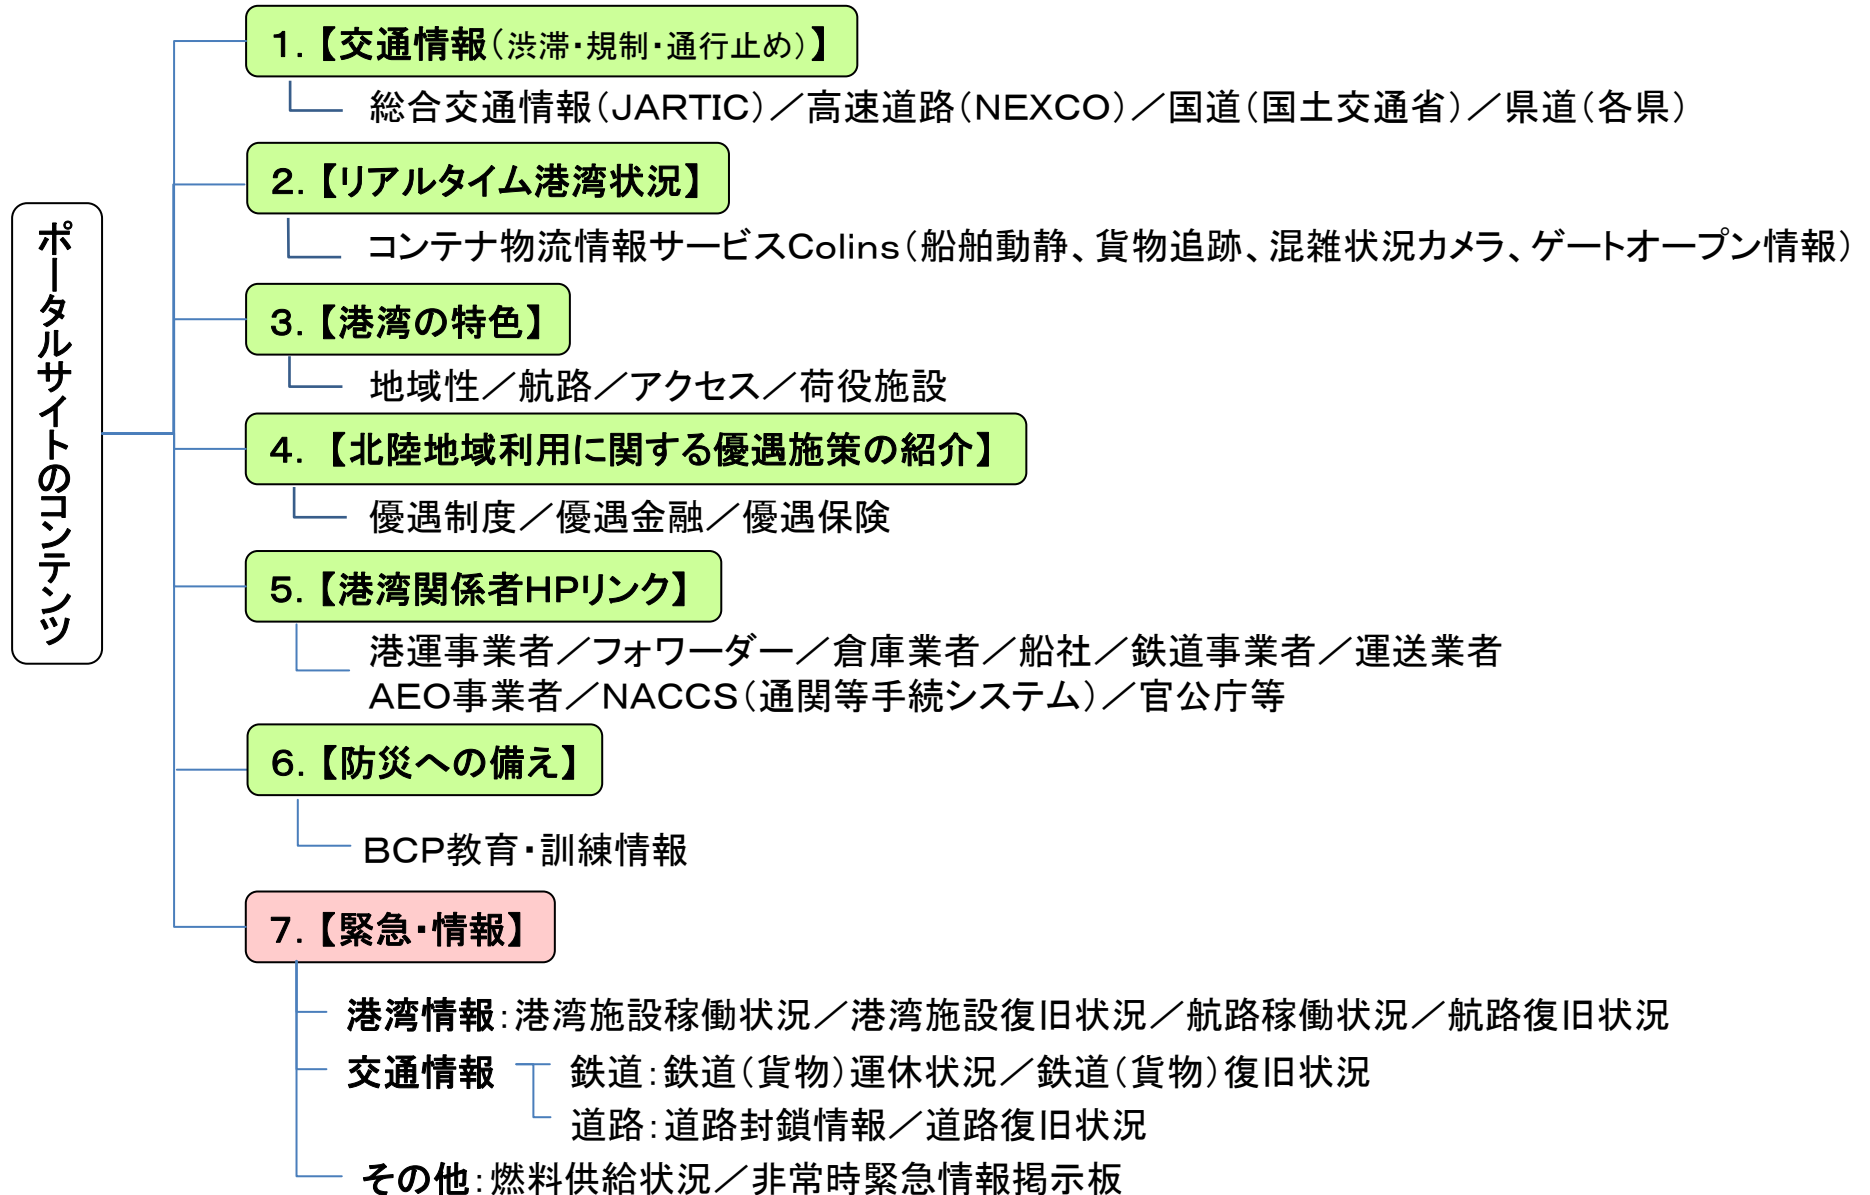 ポータルサイトのコンテンツ
1．【交通情報（渋滞・規制・通行止め）】
総合交通情報（JARTIC）／高速道路（NEXCO）／国道（国土交通省）／県道（各県）
2．【リアルタイム港湾状況】
コンテナ物流情報サービスColins（船舶動静、貨物追跡、混雑状況カメラ、ゲートオープン情報）
3．【港湾の特色】
地域性／航路／アクセス／荷役施設
4．【北陸地域利用に関する優遇施策の紹介】
優遇制度／優遇金融／優遇保険
5．【港湾関係者HPリンク】
港運事業者／フォワーダー／倉庫業者／船社／鉄道事業者／運送業者
AEO事業者／NACCS（通関等手続システム）／官公庁等
6．【防災への備え】
BCP教育・訓練情報
7．【緊急・情報】
港湾情報：港湾施設稼働状況／港湾施設復旧状況／航路稼働状況／航路復旧状況
交通情報 鉄道：鉄道（貨物）運休状況／鉄道（貨物）復旧状況
道路：道路封鎖情報／道路復旧状況
その他：燃料供給状況／非常時緊急情報掲示板